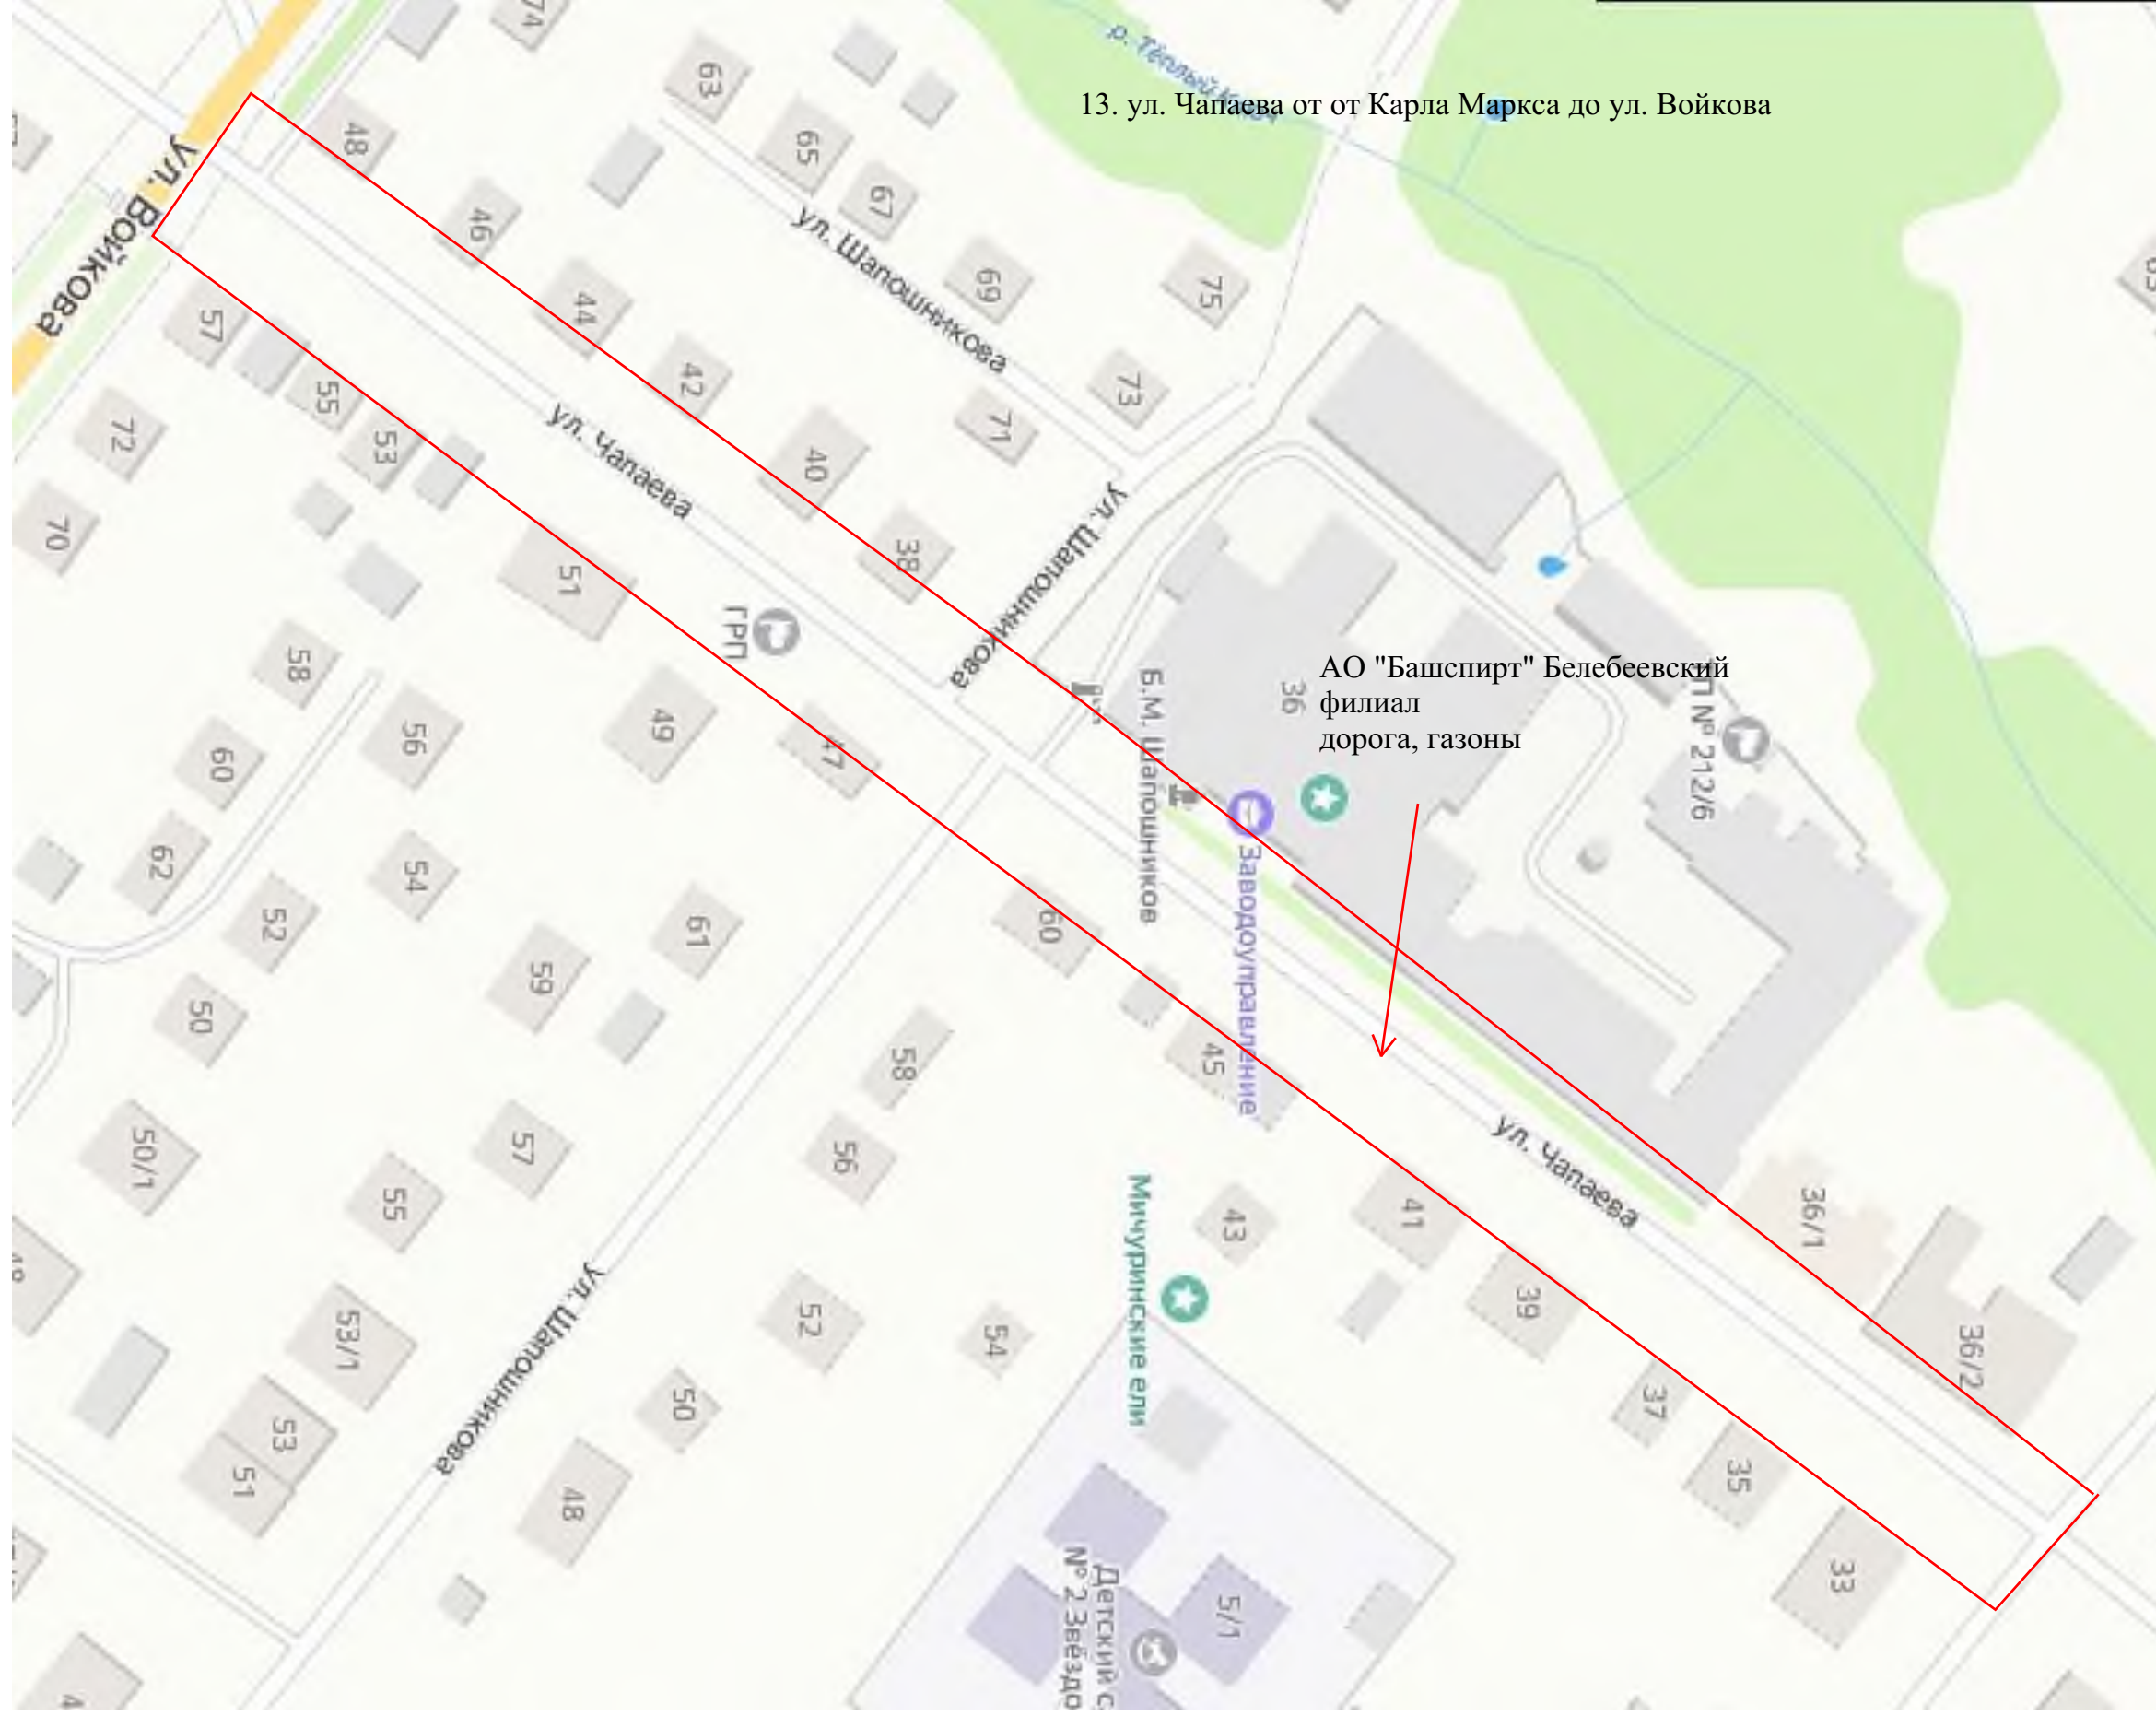 7А
63
р. Тёплый Ключ
13. ул. Чапаева от от Карла Маркса до ул. Войкова
48
65
67
ул. Войкова
46
ул. Шапошникова
69
75
44
57
42
73
55
71
72
53
ул. Чапаева
40
70
38
51
ул. Шапошникова
ГРП
58
49
56
47
60
Б.М. Шапошников
36
АО "Башспирт" Белебеевский
филиал
дорога, газоны
ТП № 212/6
62
54
52
61
60
Заводоуправление
59
50
58
45
50/1
57
56
55
43
41
ул. Чапаева
36/1
Мичуринские ели
39
53/1
52
54
36/2
ул. Шапошникова
50
37
53
51
48
35
33
Детский с
№ 2 Звёздо
5/1